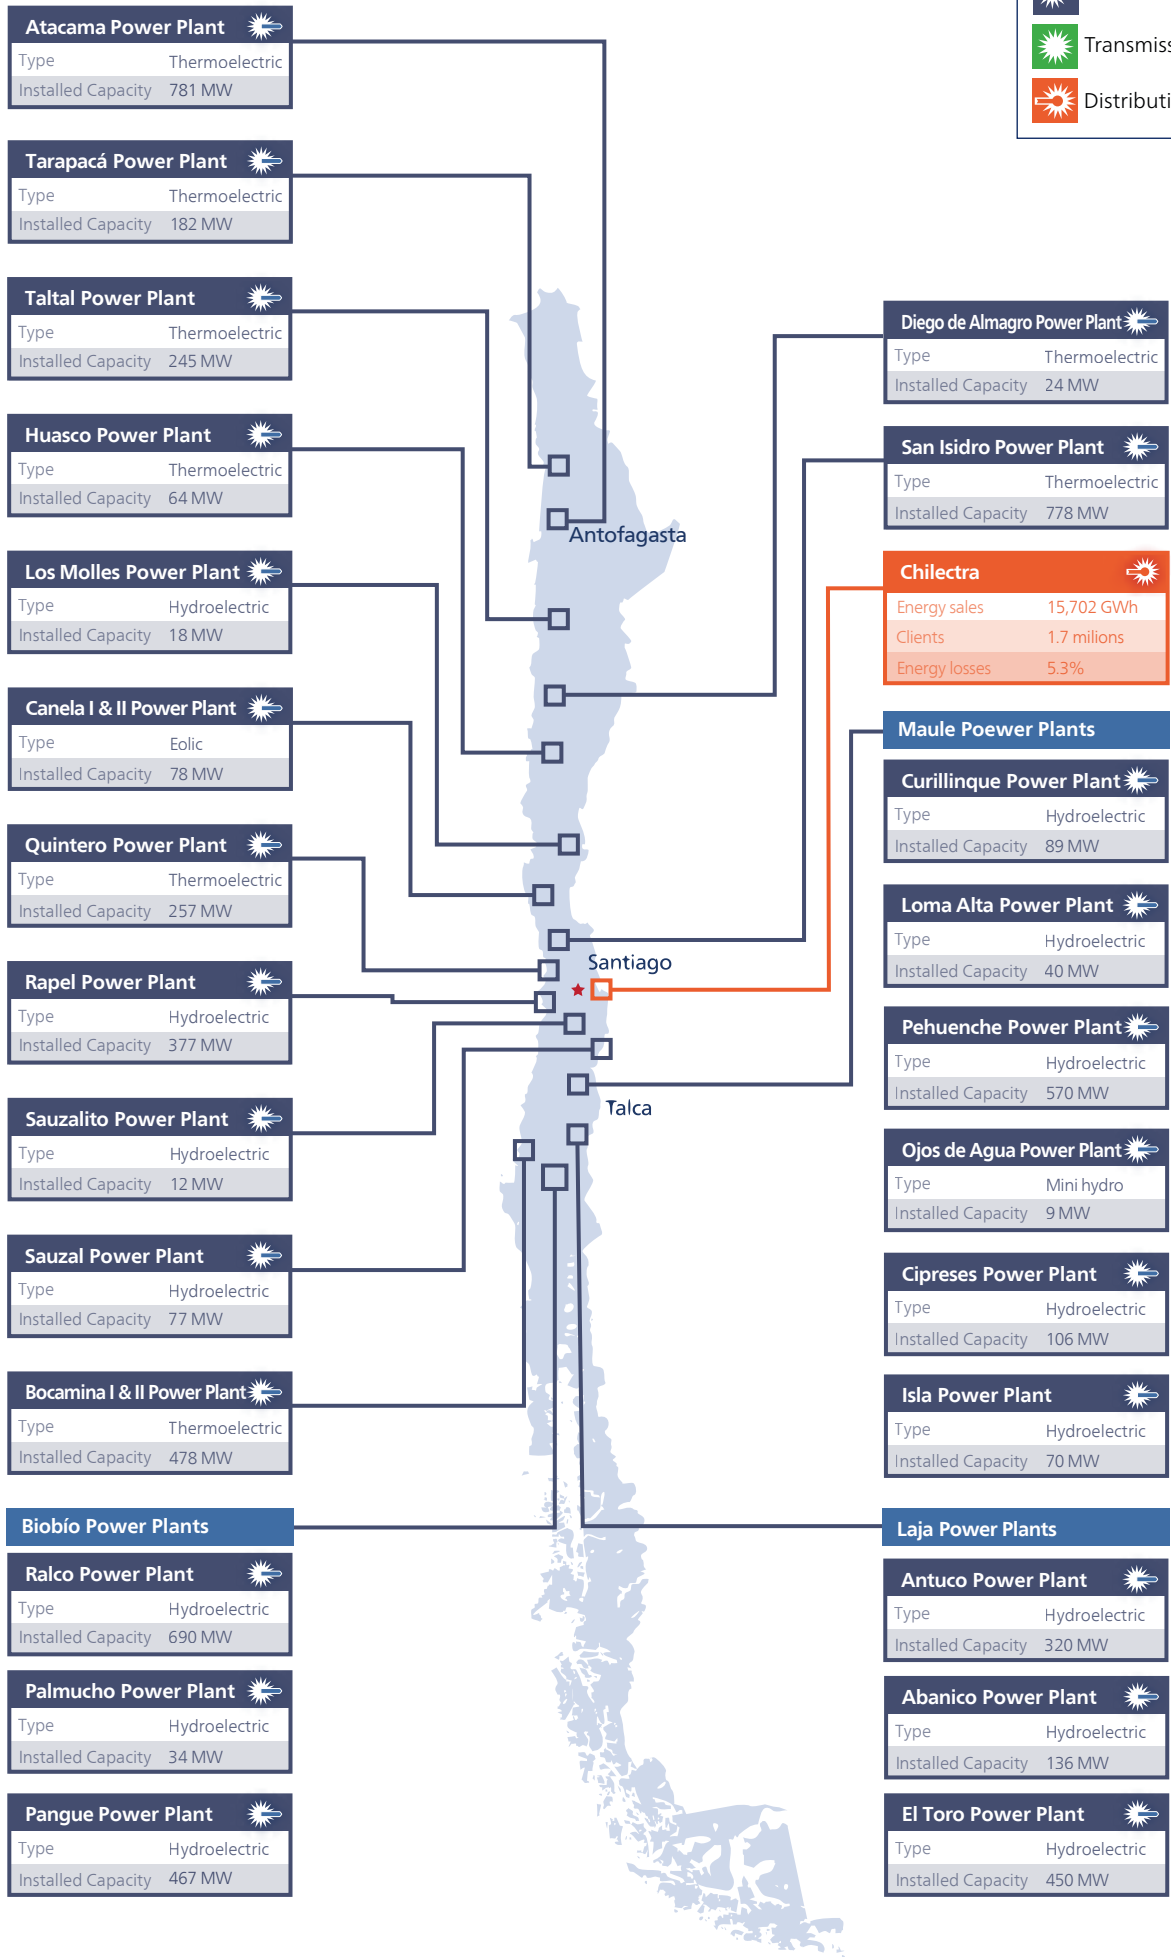 Atacama Power Plant
Type Thermoelectric
Installed Capacity 781 MW
Tarapacá Power Plant
Type Thermoelectric
Installed Capacity 182 MW
Taltal Power Plant
Type Thermoelectric
Installed Capacity 245 MW
Huasco Power Plant
Type Thermoelectric
Installed Capacity 64 MW
Los Molles Power Plant
Type Hydroelectric
Installed Capacity 18 MW
Canela I & II Power Plant
Type Eolic
Installed Capacity 78 MW
Quintero Power Plant
Type Thermoelectric
Installed Capacity 257 MW
Rapel Power Plant
Type Hydroelectric
Installed Capacity 377 MW
Sauzalito Power Plant
Type Hydroelectric
Installed Capacity 12 MW
Sauzal Power Plant
Type Hydroelectric
Installed Capacity 77 MW
Bocamina I & II Power Plant
Type Thermoelectric
Installed Capacity 478 MW
Biobío Power Plants
Ralco Power Plant
Type Hydroelectric
Installed Capacity 690 MW
Palmucho Power Plant
Type Hydroelectric
Installed Capacity 34 MW
Pangue Power Plant
Type Hydroelectric
Installed Capacity 467 MW
Antofagasta
Santiago
Talca
Transmiss
Distributi
Diego de Almagro Power Plant
Type Thermoelectric
Installed Capacity 24 MW
San Isidro Power Plant
Type Thermoelectric
Installed Capacity 778 MW
Chilectra
Energy sales 15,702 GWh
Clients 1.7 milions
Energy losses 5.3%
Maule Poewer Plants
Curillinque Power Plant
Type Hydroelectric
Installed Capacity 89 MW
Loma Alta Power Plant
Type Hydroelectric
Installed Capacity 40 MW
Pehuenche Power Plant
Type Hydroelectric
Installed Capacity 570 MW
Ojos de Agua Power Plant
Type Mini hydro
Installed Capacity 9 MW
Cipreses Power Plant
Type Hydroelectric
Installed Capacity 106 MW
Isla Power Plant
Type Hydroelectric
Installed Capacity 70 MW
Laja Power Plants
Antuco Power Plant
Type Hydroelectric
Installed Capacity 320 MW
Abanico Power Plant
Type Hydroelectric
Installed Capacity 136 MW
El Toro Power Plant
Type Hydroelectric
Installed Capacity 450 MW